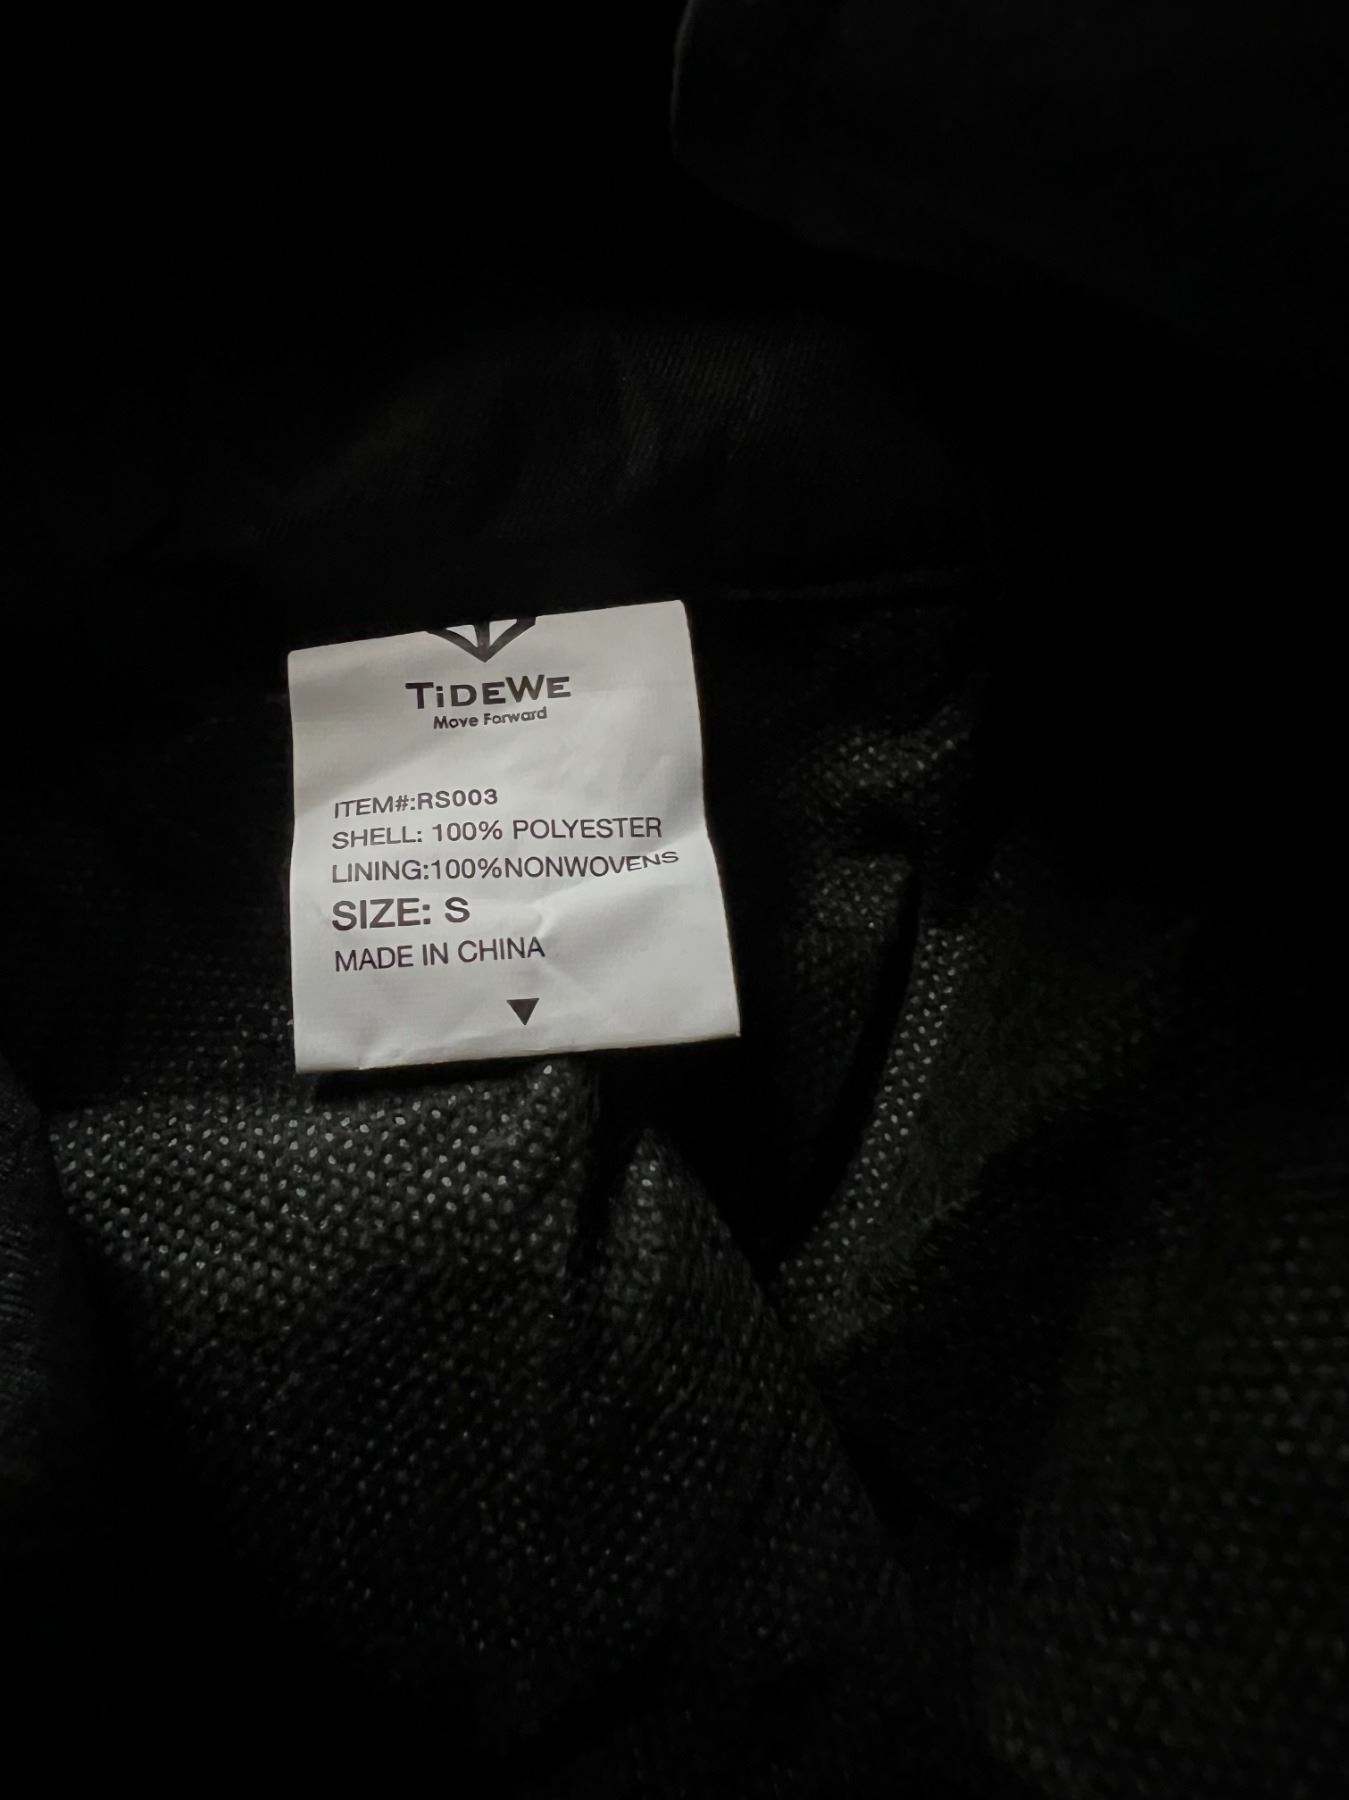 TiDEWE
Move Forward
ITEM#:RS003
SHELL: 100% POLYESTER
LINING:100%NONWOVENS
SIZE: S
MADE IN CHINA